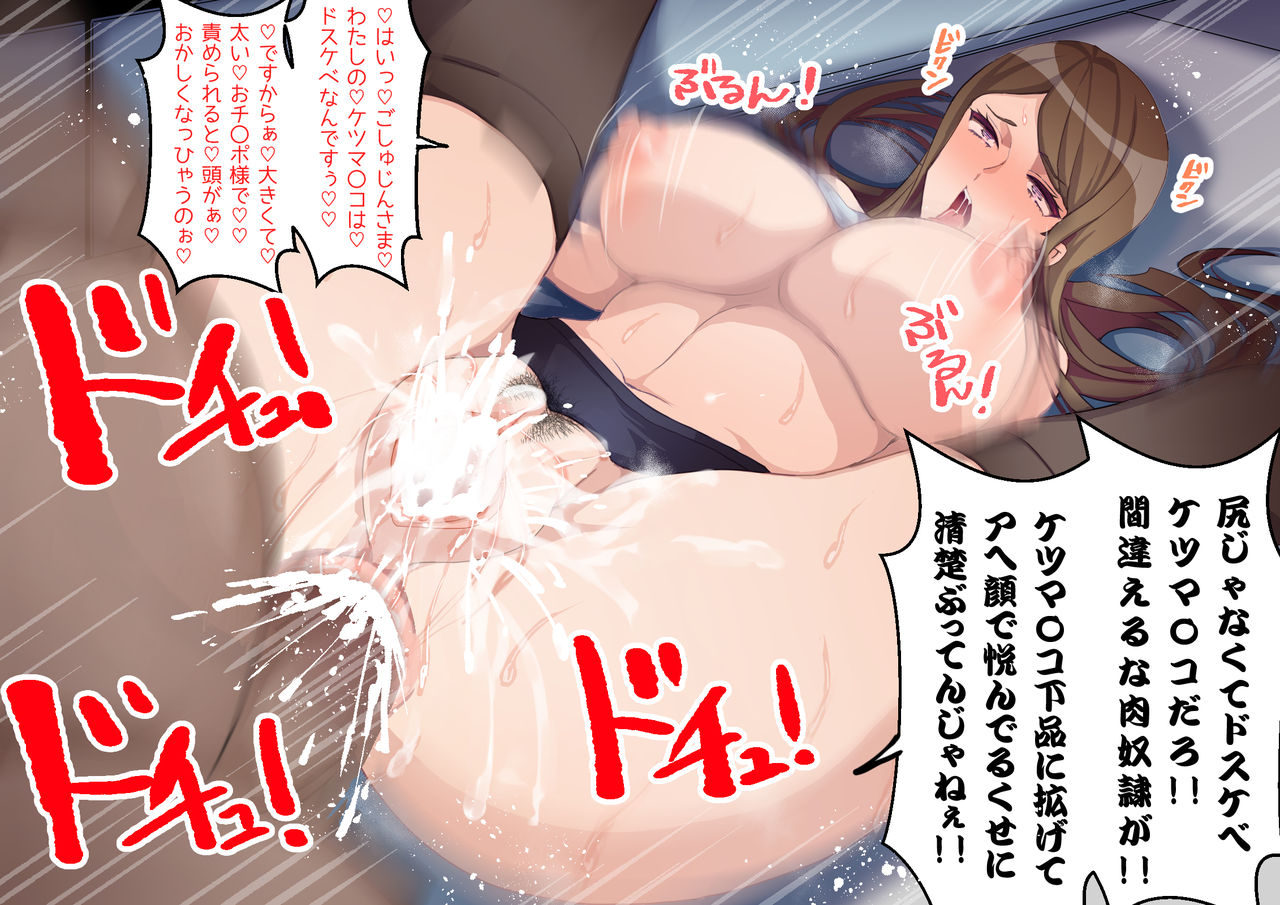 尻じゃなくてドスケベ
ケツマ〇コだろ!!
間違えるな肉奴隷が!!
ケツマ〇コ下品に拡げて
アヘ顔で悦んでるくせに
清楚ぶってんじゃねぇ!!
ビクン
ビクン
ぶるん!
ぶるん!
♡はいっ♡ごしゅじんさま♡
わたしの♡ケツマ〇コは♡
ドスケベなんですぅ♡♡
♡ですからぁ♡大きくて♡
太い♡おチ〇ポ様で♡♡
責められると♡頭がぁ♡
おかしくなっひゃうのぉ♡
ドチュ!
ドチュ!
ドチュ!